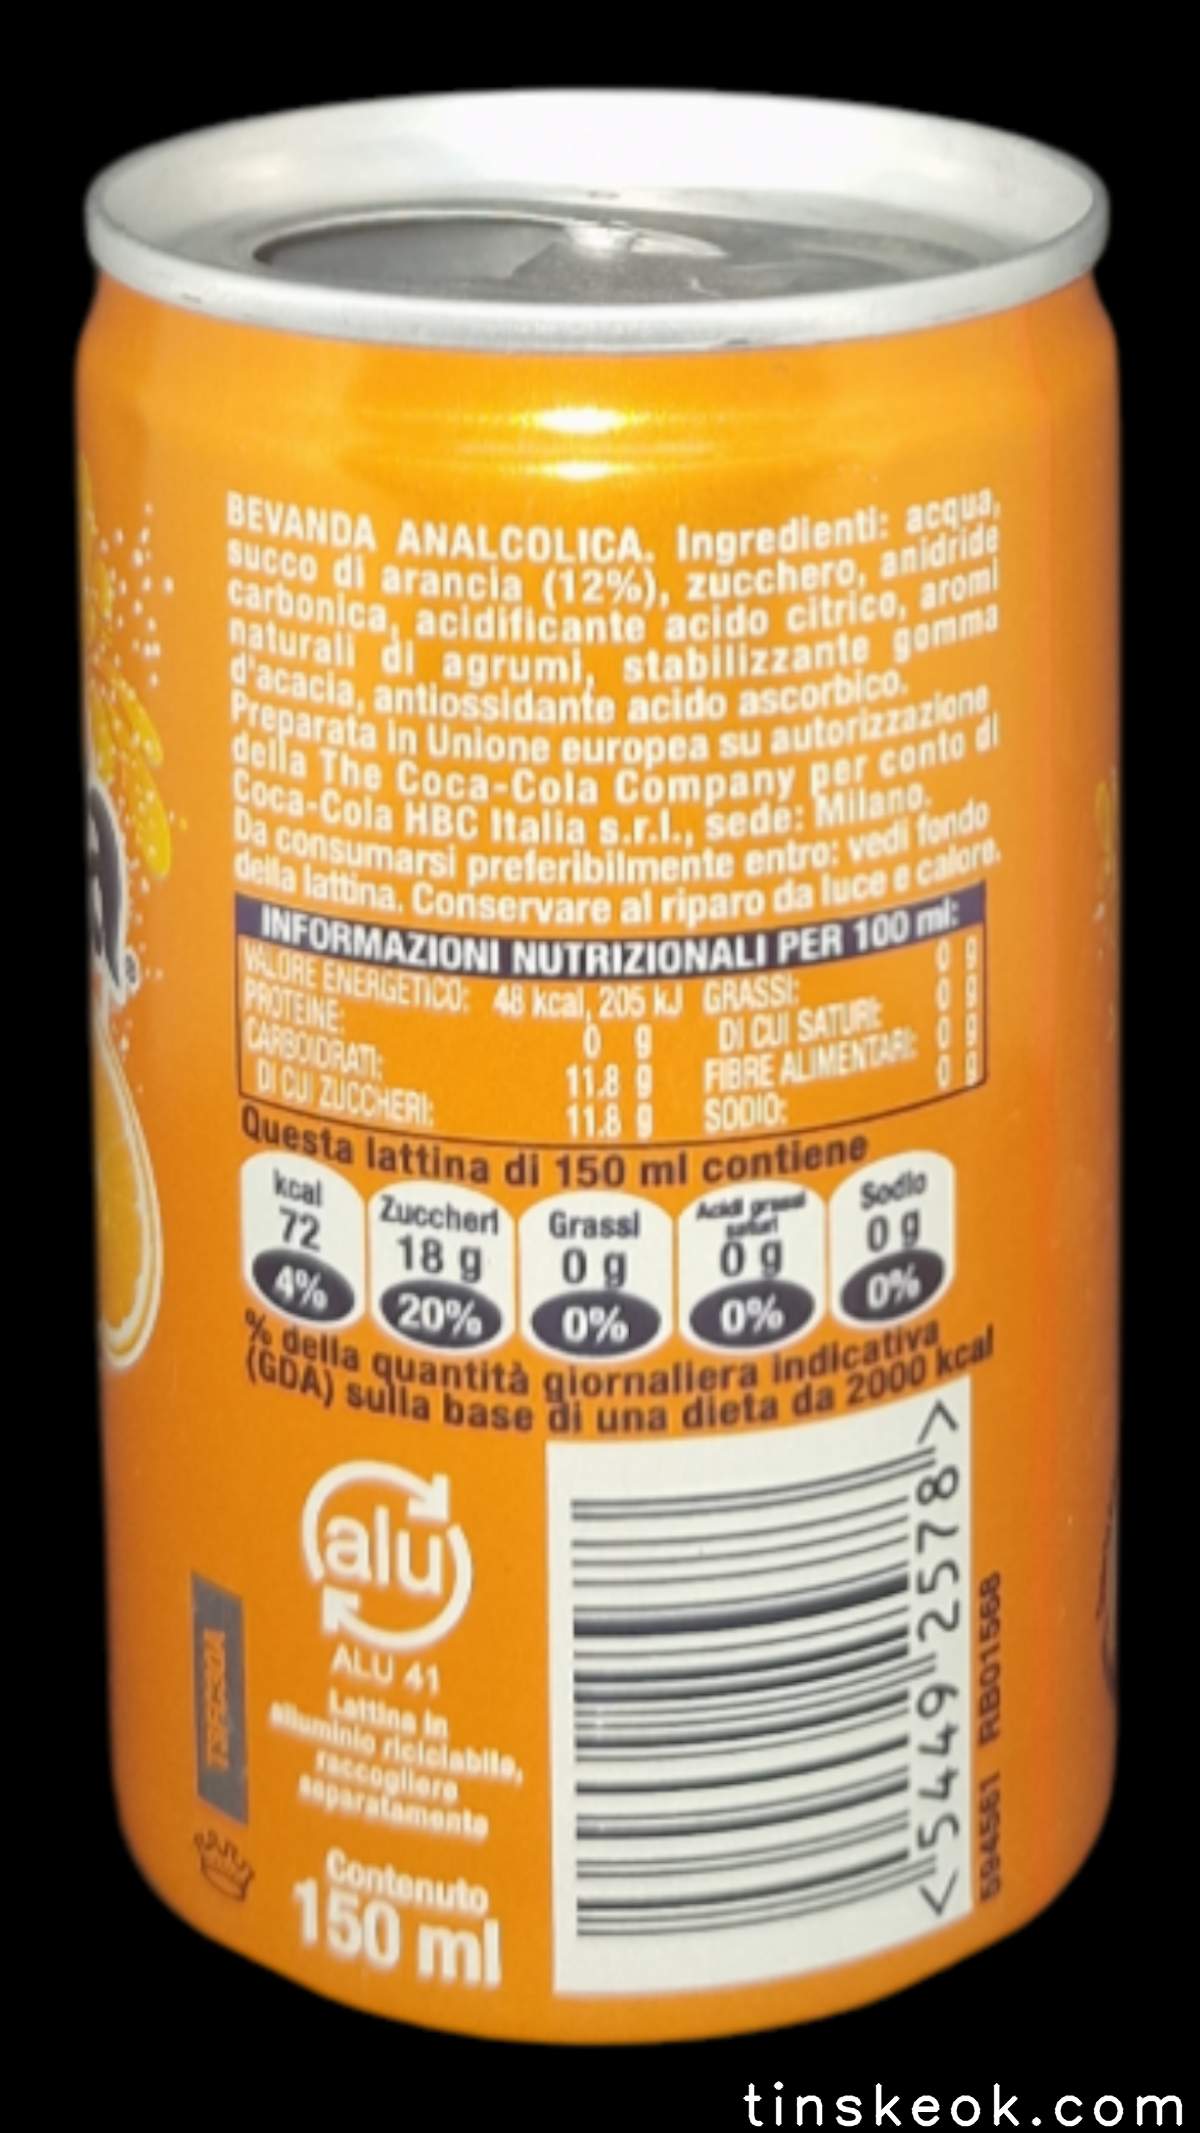 BEVANDA ANALCOLICA. Ingredienti: acqua,
succo di arancia (12%), zucchero, anidride
carbonica, acidificante acido citrico, aromi
naturali di agrumi, stabilizzante gomma
d'acacia, antiossidante acido ascorbico.
Preparata in Unione europea su autorizzazione
della The Coca-Cola Company per conto di
Coca-Cola HBC Italia s.r.l., sede: Milano.
Da consumarsi preferibilmente entro: vedi fondo
della lattina. Conservare al riparo da luce e calore.
INFORMAZIONI NUTRIZIONALI PER 100 ml:
VALORE ENERGETICO: 48 kcal, 205 kJ GRASSI: 0 g
PROTEINE: 0 g DI CUI SATURI: 0 g
CARBOIDRATI: 11.8 g FIBRE ALIMENTARI: 0 g
DI CUI ZUCCHERI: 11.8 g SODIO: 0 g
Questa lattina di 150 ml contiene
kcal Zuccheri Grassi Acidi grassi saturi Sodio
72 18 g 0 g 0 g 0 g
4% 20% 0% 0% 0%
% della quantità giornaliera indicativa
(GDA) sulla base di una dieta da 2000 kcal
alu
ALU 41
Lattina in
alluminio riciclabile,
raccogliere
separatamente
Contenuto
150 ml
<54492578>
594561 RB01568
tinskeok.com